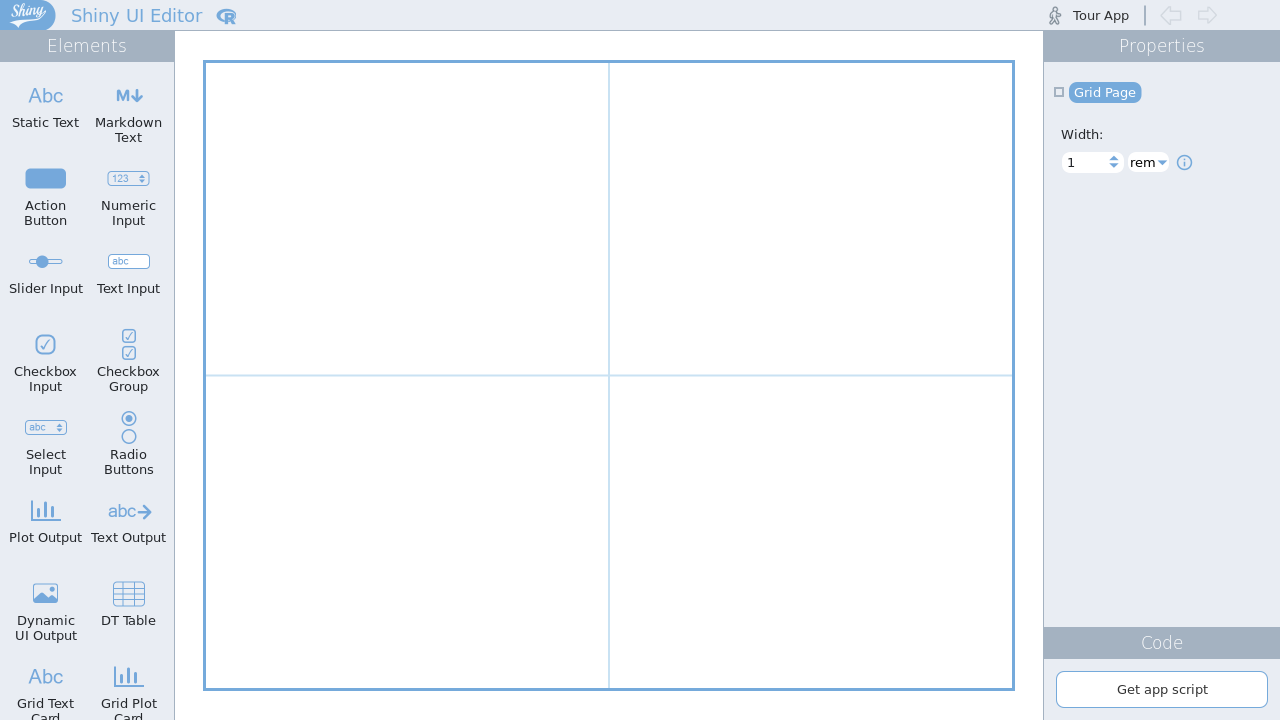 Shiny
Shiny UI Editor
R
Tour App
Elements
Properties
Abc
Static Text
Markdown
Text
Action
Button
123
Numeric
Input
Slider Input
abc
Text Input
Checkbox
Input
Checkbox
Group
abc
Select
Input
Radio
Buttons
Plot Output
abc
Text Output
Dynamic
UI Output
DT Table
Abc
Grid Text
Card
Grid Plot
Card
Grid Page
Width:
1
rem
Code
Get app script